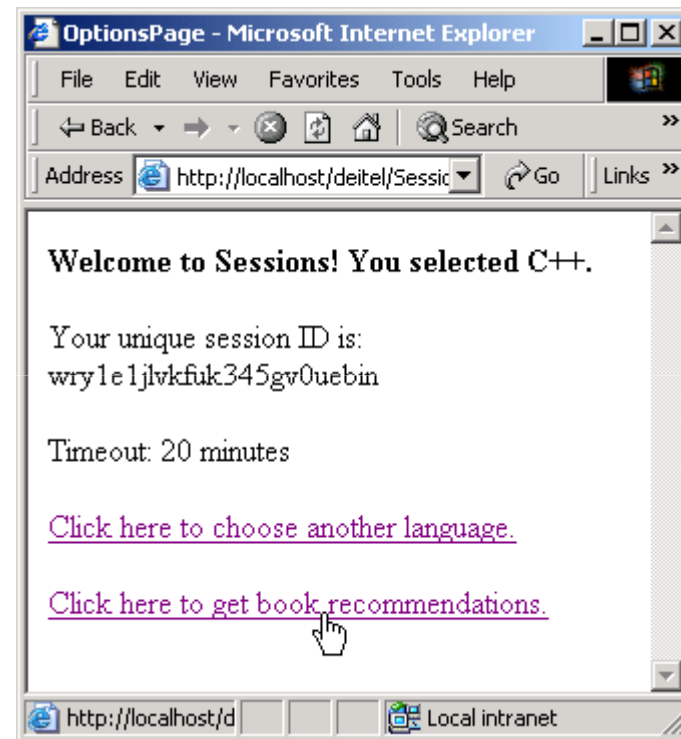 OptionsPage - Microsoft Internet Explorer
File Edit View Favorites Tools Help
Back Search »
Address http://localhost/deitel/Sessic Go Links »
Welcome to Sessions! You selected C++.
Your unique session ID is:
wry1e1jlvkfuk345gv0uebin
Timeout: 20 minutes
Click here to choose another language.
Click here to get book recommendations.
http://localhost/d Local intranet